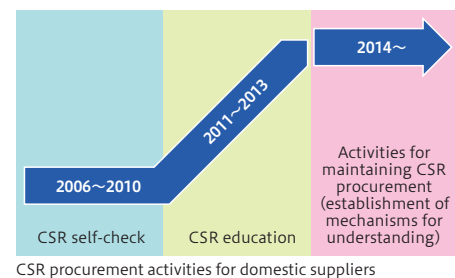 2014～
2011～2013
2006～2010
CSR self-check
CSR education
Activities for
maintaining CSR
procurement
(establishment of
mechanisms for
understanding)
CSR procurement activities for domestic suppliers